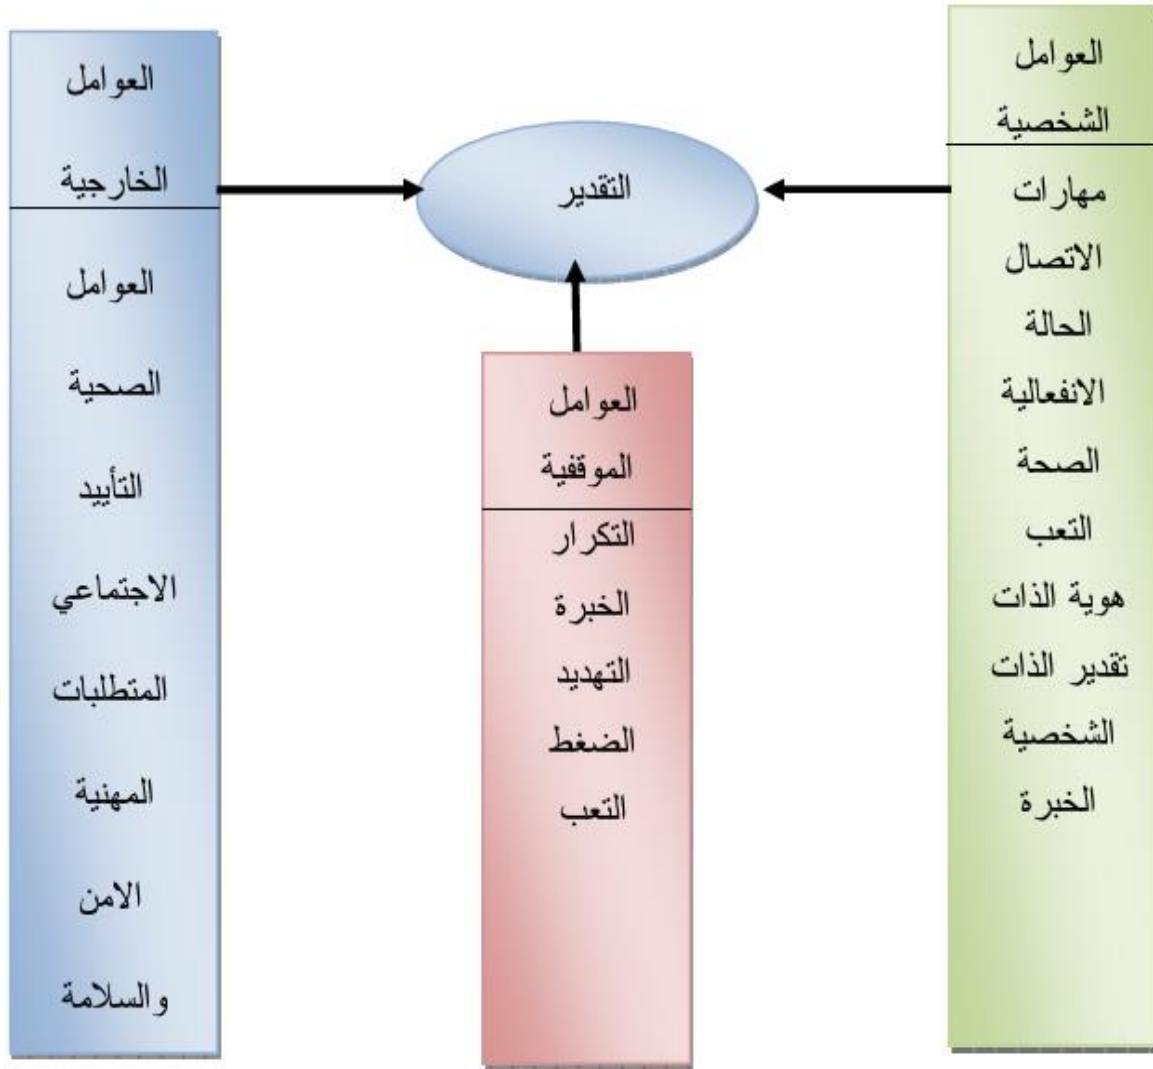 العوامل
الشخصية
مهارات
الاتصال
الحالة
الانفعالية
الصحة
التعب
هوية الذات
تقدير الذات
الشخصية
الخبرة
التقدير
العوامل
الموقفية
التكرار
الخبرة
التهديد
الضغط
التعب
العوامل
الخارجية
العوامل
الصحية
التأييد
الاجتماعي
المتطلبات
المهنية
الامن
والسلامة